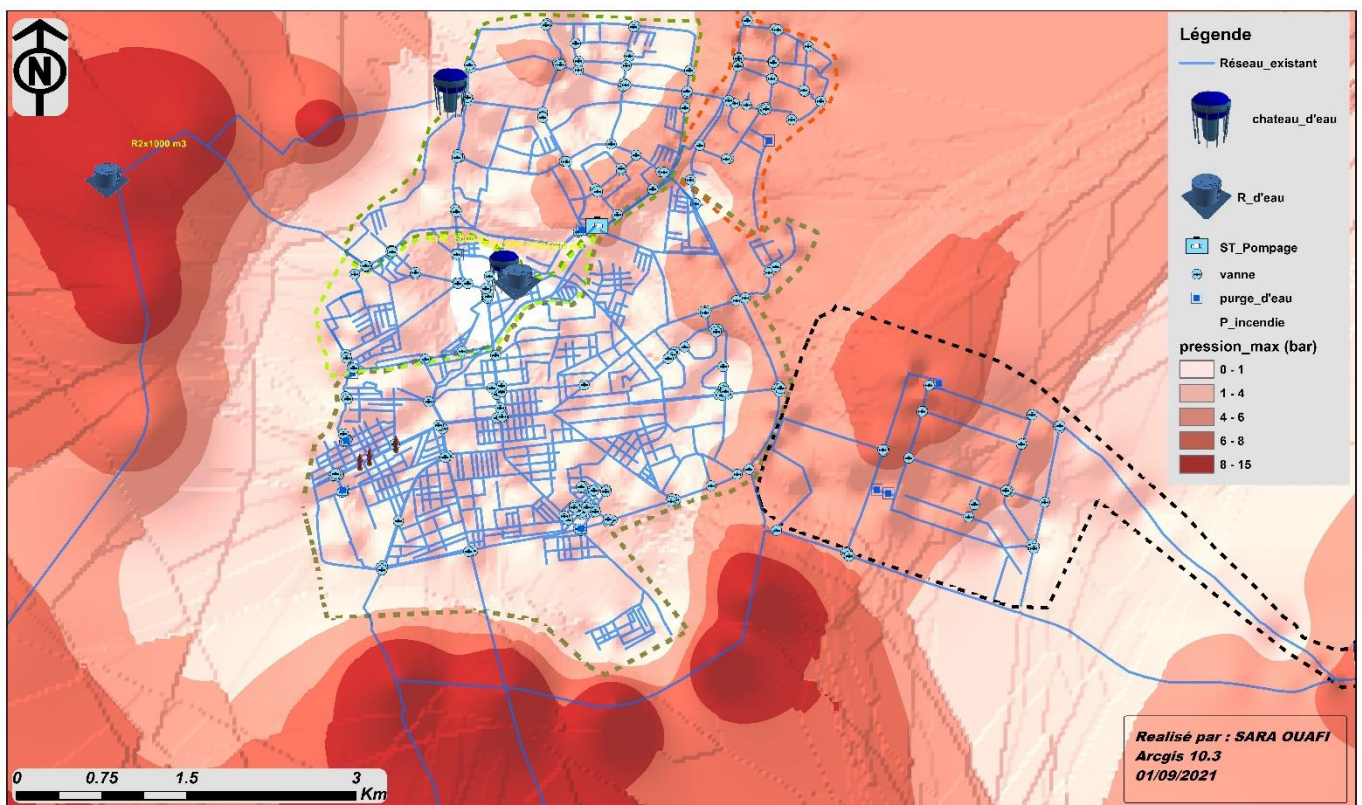 N
R2x1000 m3
Légende
Réseau_existant
chateau_d'eau
R_d'eau
ST_Pompage
vanne
purge_d'eau
P_incendie
pression_max (bar)
0 - 1
1 - 4
4 - 6
6 - 8
8 - 15
0 0.75 1.5 3
Km
Realisé par : SARA OUAFI
Arcgis 10.3
01/09/2021